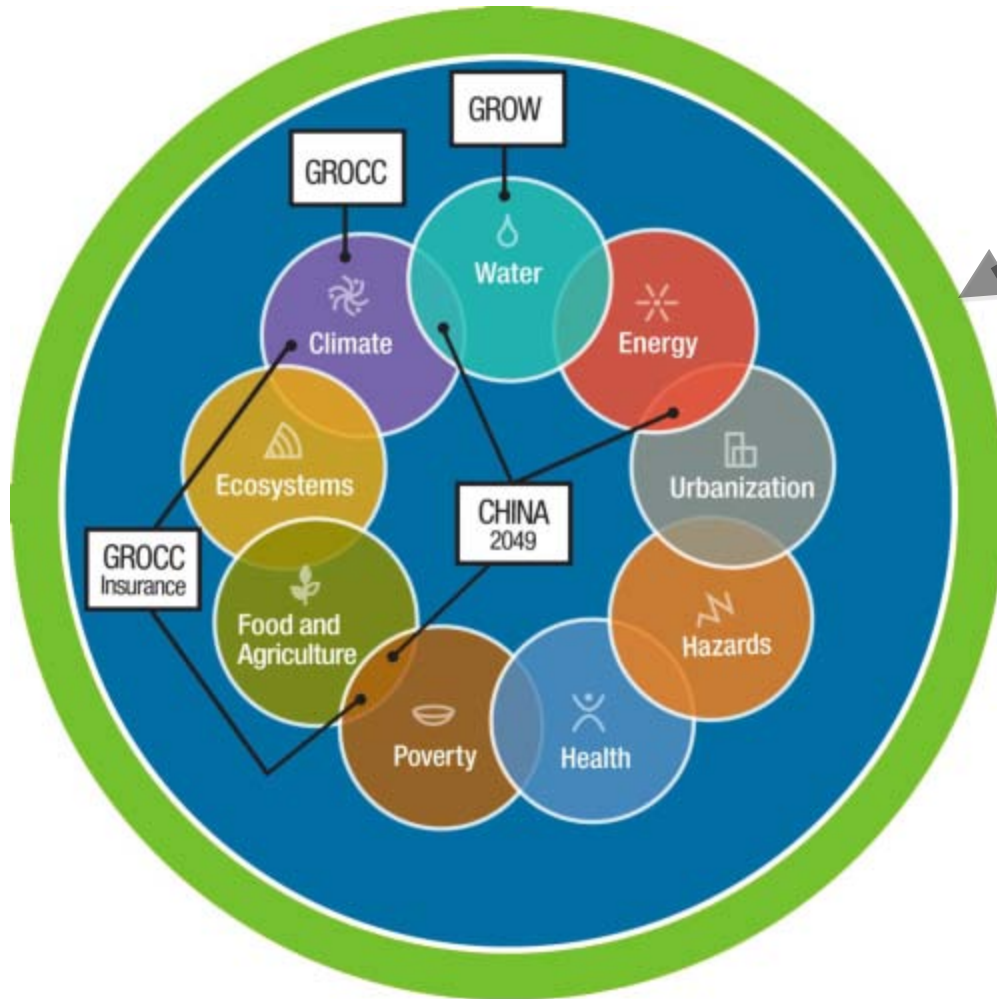 GROW
GROCC
Water
Climate
Energy
Ecosystems
Urbanization
CHINA
2049
GROCC
Insurance
Food and
Agriculture
Hazards
Poverty
Health